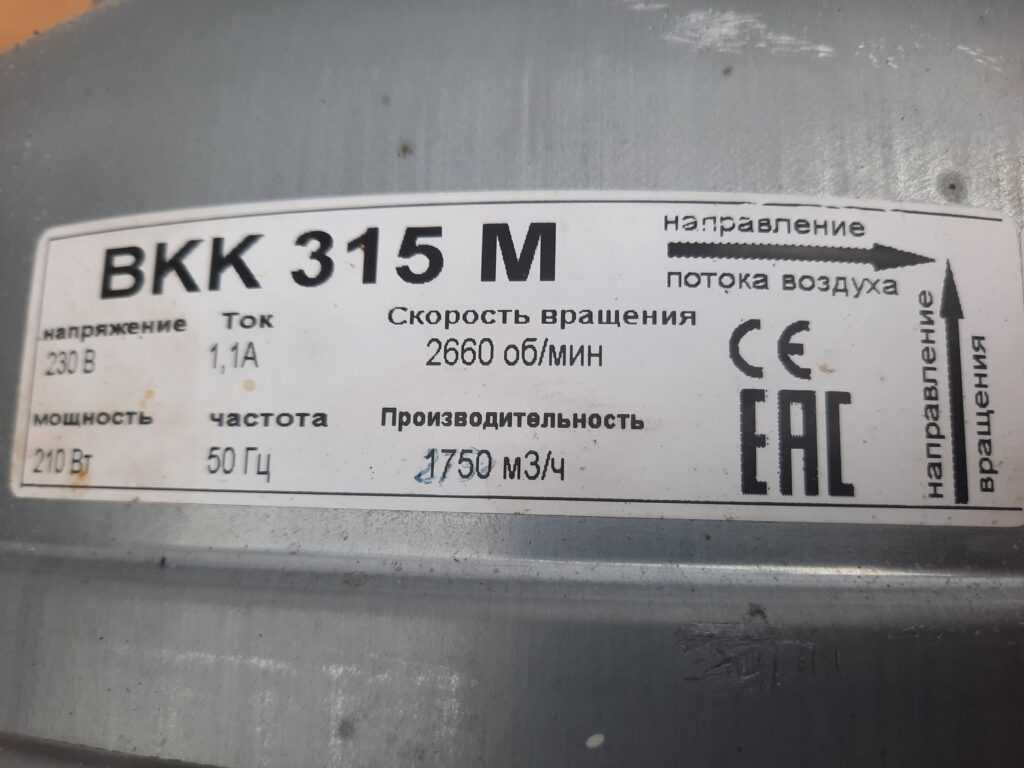 ВКК 315 М
направление
потока воздуха
напряжение Ток Скорость вращения
230 В 1,1А 2660 об/мин
мощность частота Производительность
210 Вт 50 Гц 1750 м3/ч
CE
EAC
направление
вращения